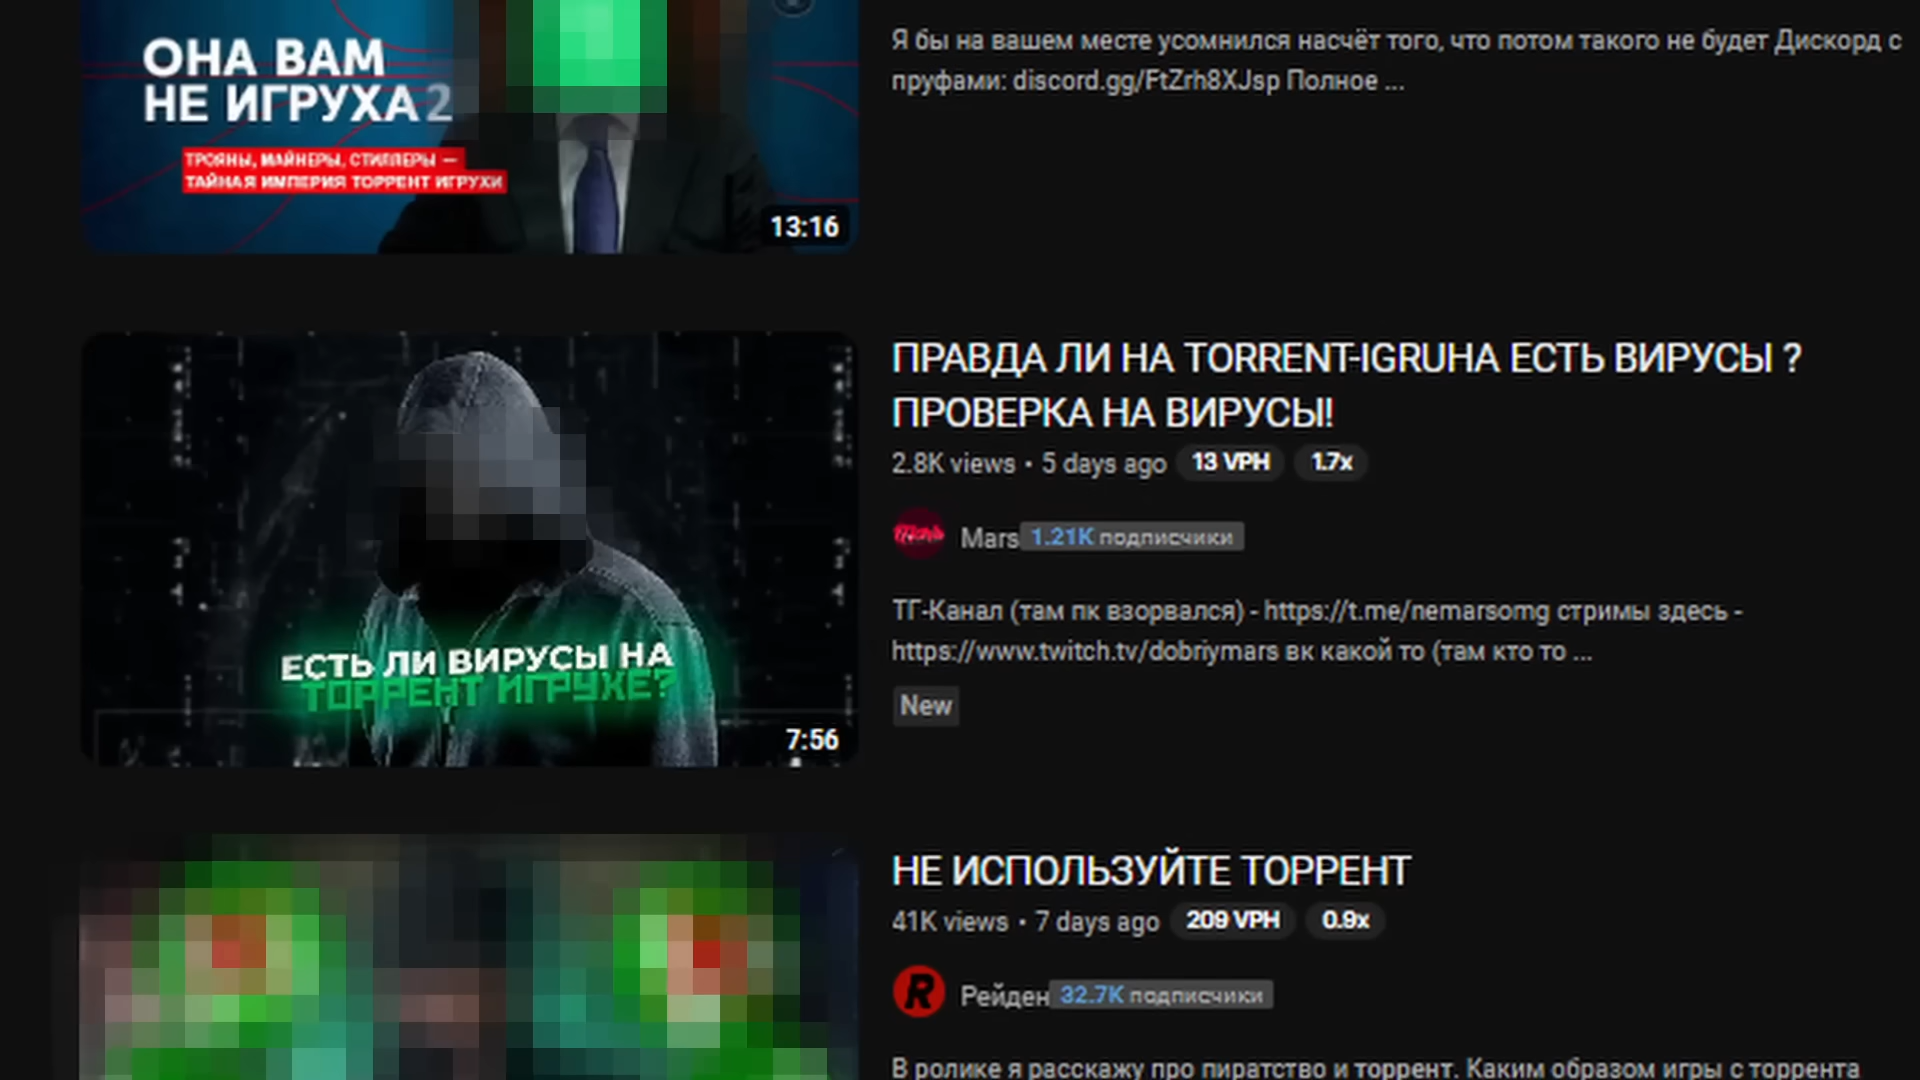 ОНА ВАМ
НЕ ИГРУХА 2
ТРОЯНЫ, МАЙНЕРЫ, СТИЛЛЕРЫ —
ТАЙНАЯ ИМПЕРИЯ ТОРРЕНТ ИГРУХИ
13:16
Я бы на вашем месте усомнился насчёт того, что потом такого не будет Дискорд с
пруфами: discord.gg/FtZrh8XJsp Полное ...
ЕСТЬ ЛИ ВИРУСЫ НА
ТОРРЕНТ ИГРУХЕ?
7:56
ПРАВДА ЛИ НА TORRENT-IGRUHA ЕСТЬ ВИРУСЫ ?
ПРОВЕРКА НА ВИРУСЫ!
2.8K views • 5 days ago 13 VPH 1.7x
Mars 1.21K подписчики
ТГ-Канал (там пк взорвался) - https://t.me/nemarsomg стримы здесь -
https://www.twitch.tv/dobriymars вк какой то (там кто то ...
New
НЕ ИСПОЛЬЗУЙТЕ ТОРРЕНТ
41K views • 7 days ago 209 VPH 0.9x
R Рейден 32.7K подписчики
В ролике я расскажу про пиратство и торрент. Каким образом игры с торрента